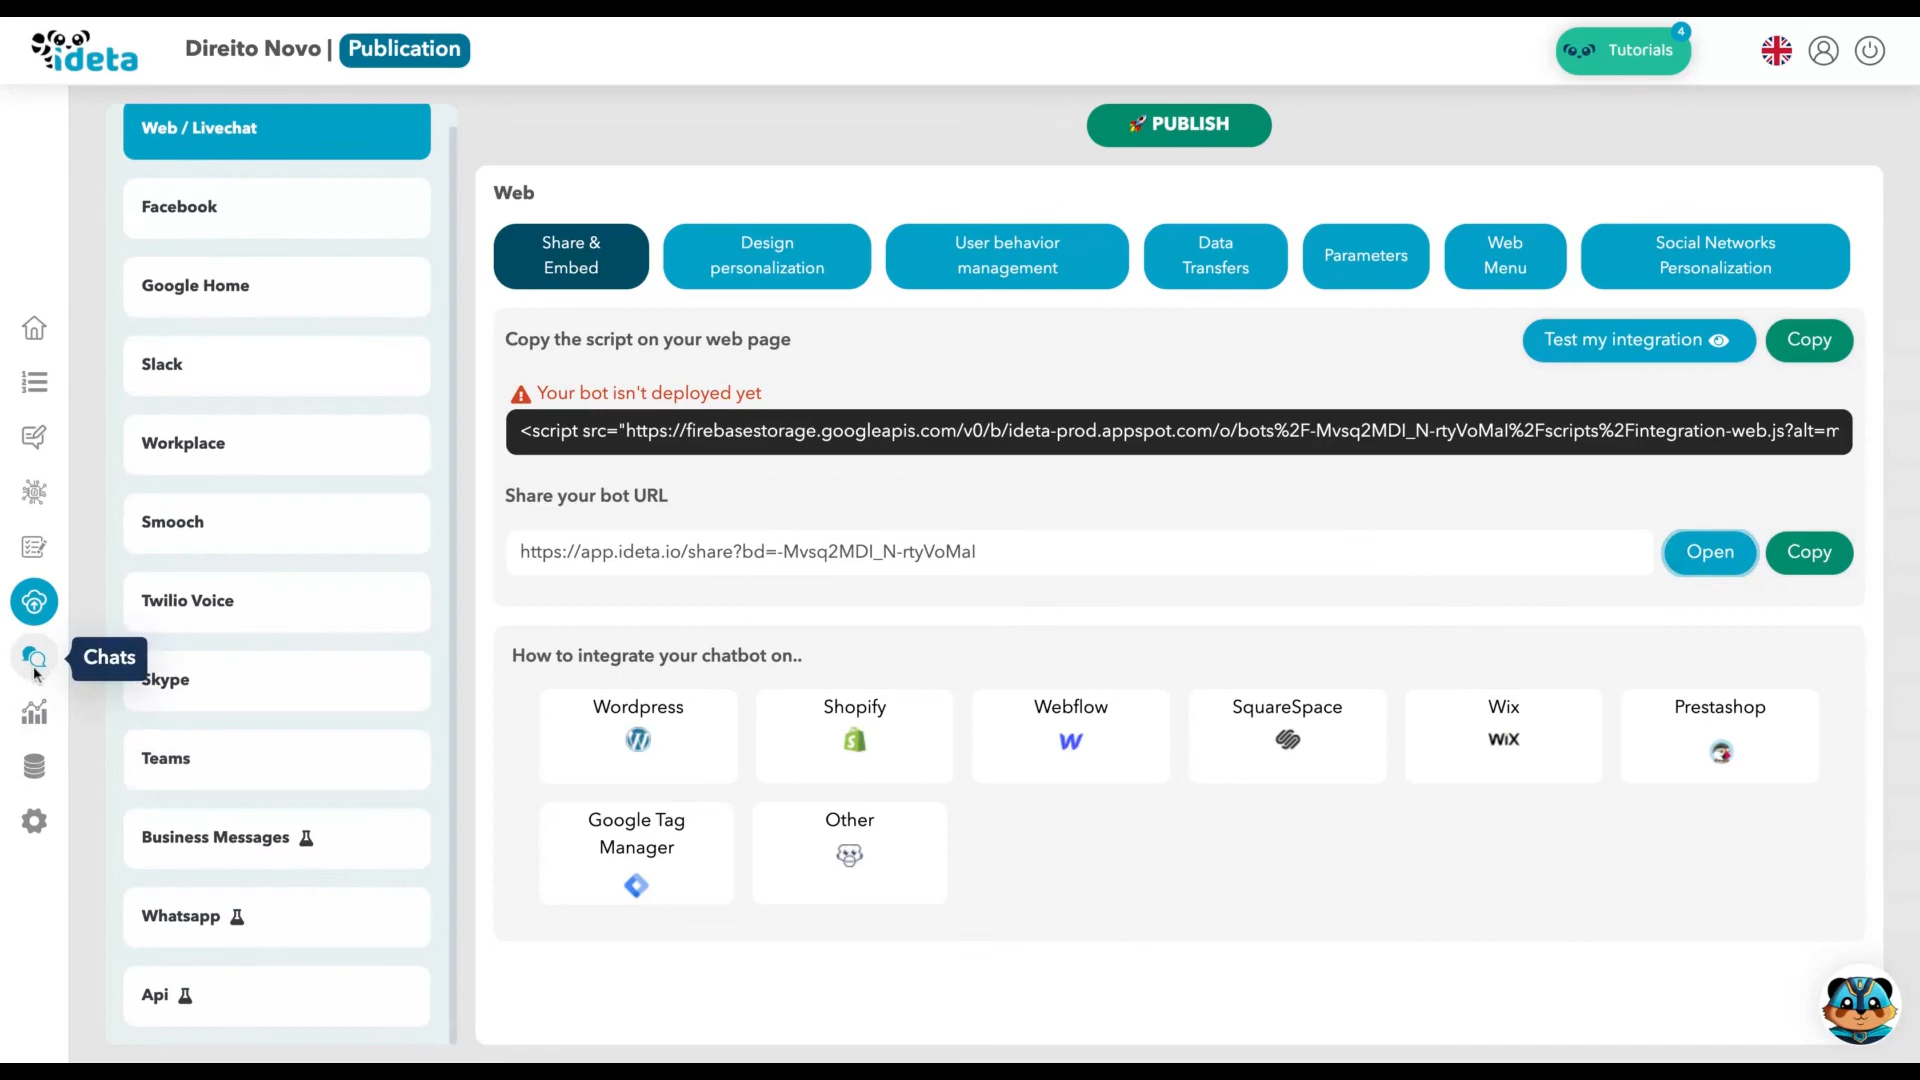 ideta
Direito Novo | Publication
Tutorials
4
Web / Livechat
Facebook
Google Home
Slack
Workplace
Smooch
Twilio Voice
Skype
Teams
Business Messages
Whatsapp
Api
Chats
PUBLISH
Web
Share &
Embed
Design
personalization
User behavior
management
Data
Transfers
Parameters
Web
Menu
Social Networks
Personalization
Copy the script on your web page
Test my integration
Copy
Your bot isn't deployed yet
<script src="https://firebasestorage.googleapis.com/v0/b/ideta-prod.appspot.com/o/bots%2F-Mvsq2MDI_N-rtyVoMal%2Fscripts%2Fintegration-web.js?alt=m
Share your bot URL
https://app.ideta.io/share?bd=-Mvsq2MDI_N-rtyVoMal
Open
Copy
How to integrate your chatbot on..
Wordpress
Shopify
Webflow
SquareSpace
Wix
WiX
Prestashop
Google Tag
Manager
Other